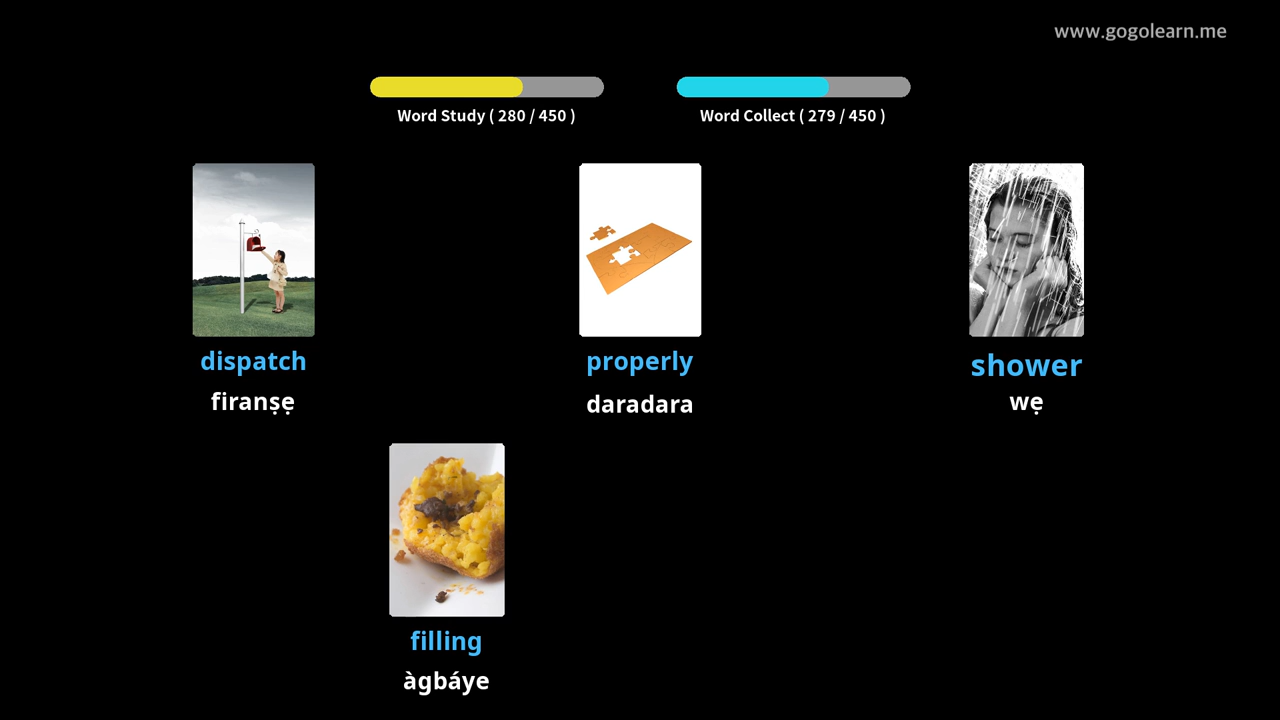 www.gogolearn.me
Word Study ( 280 / 450 )
Word Collect ( 279 / 450 )
dispatch
firanṣẹ
properly
daradara
shower
wẹ
filling
àgbáye